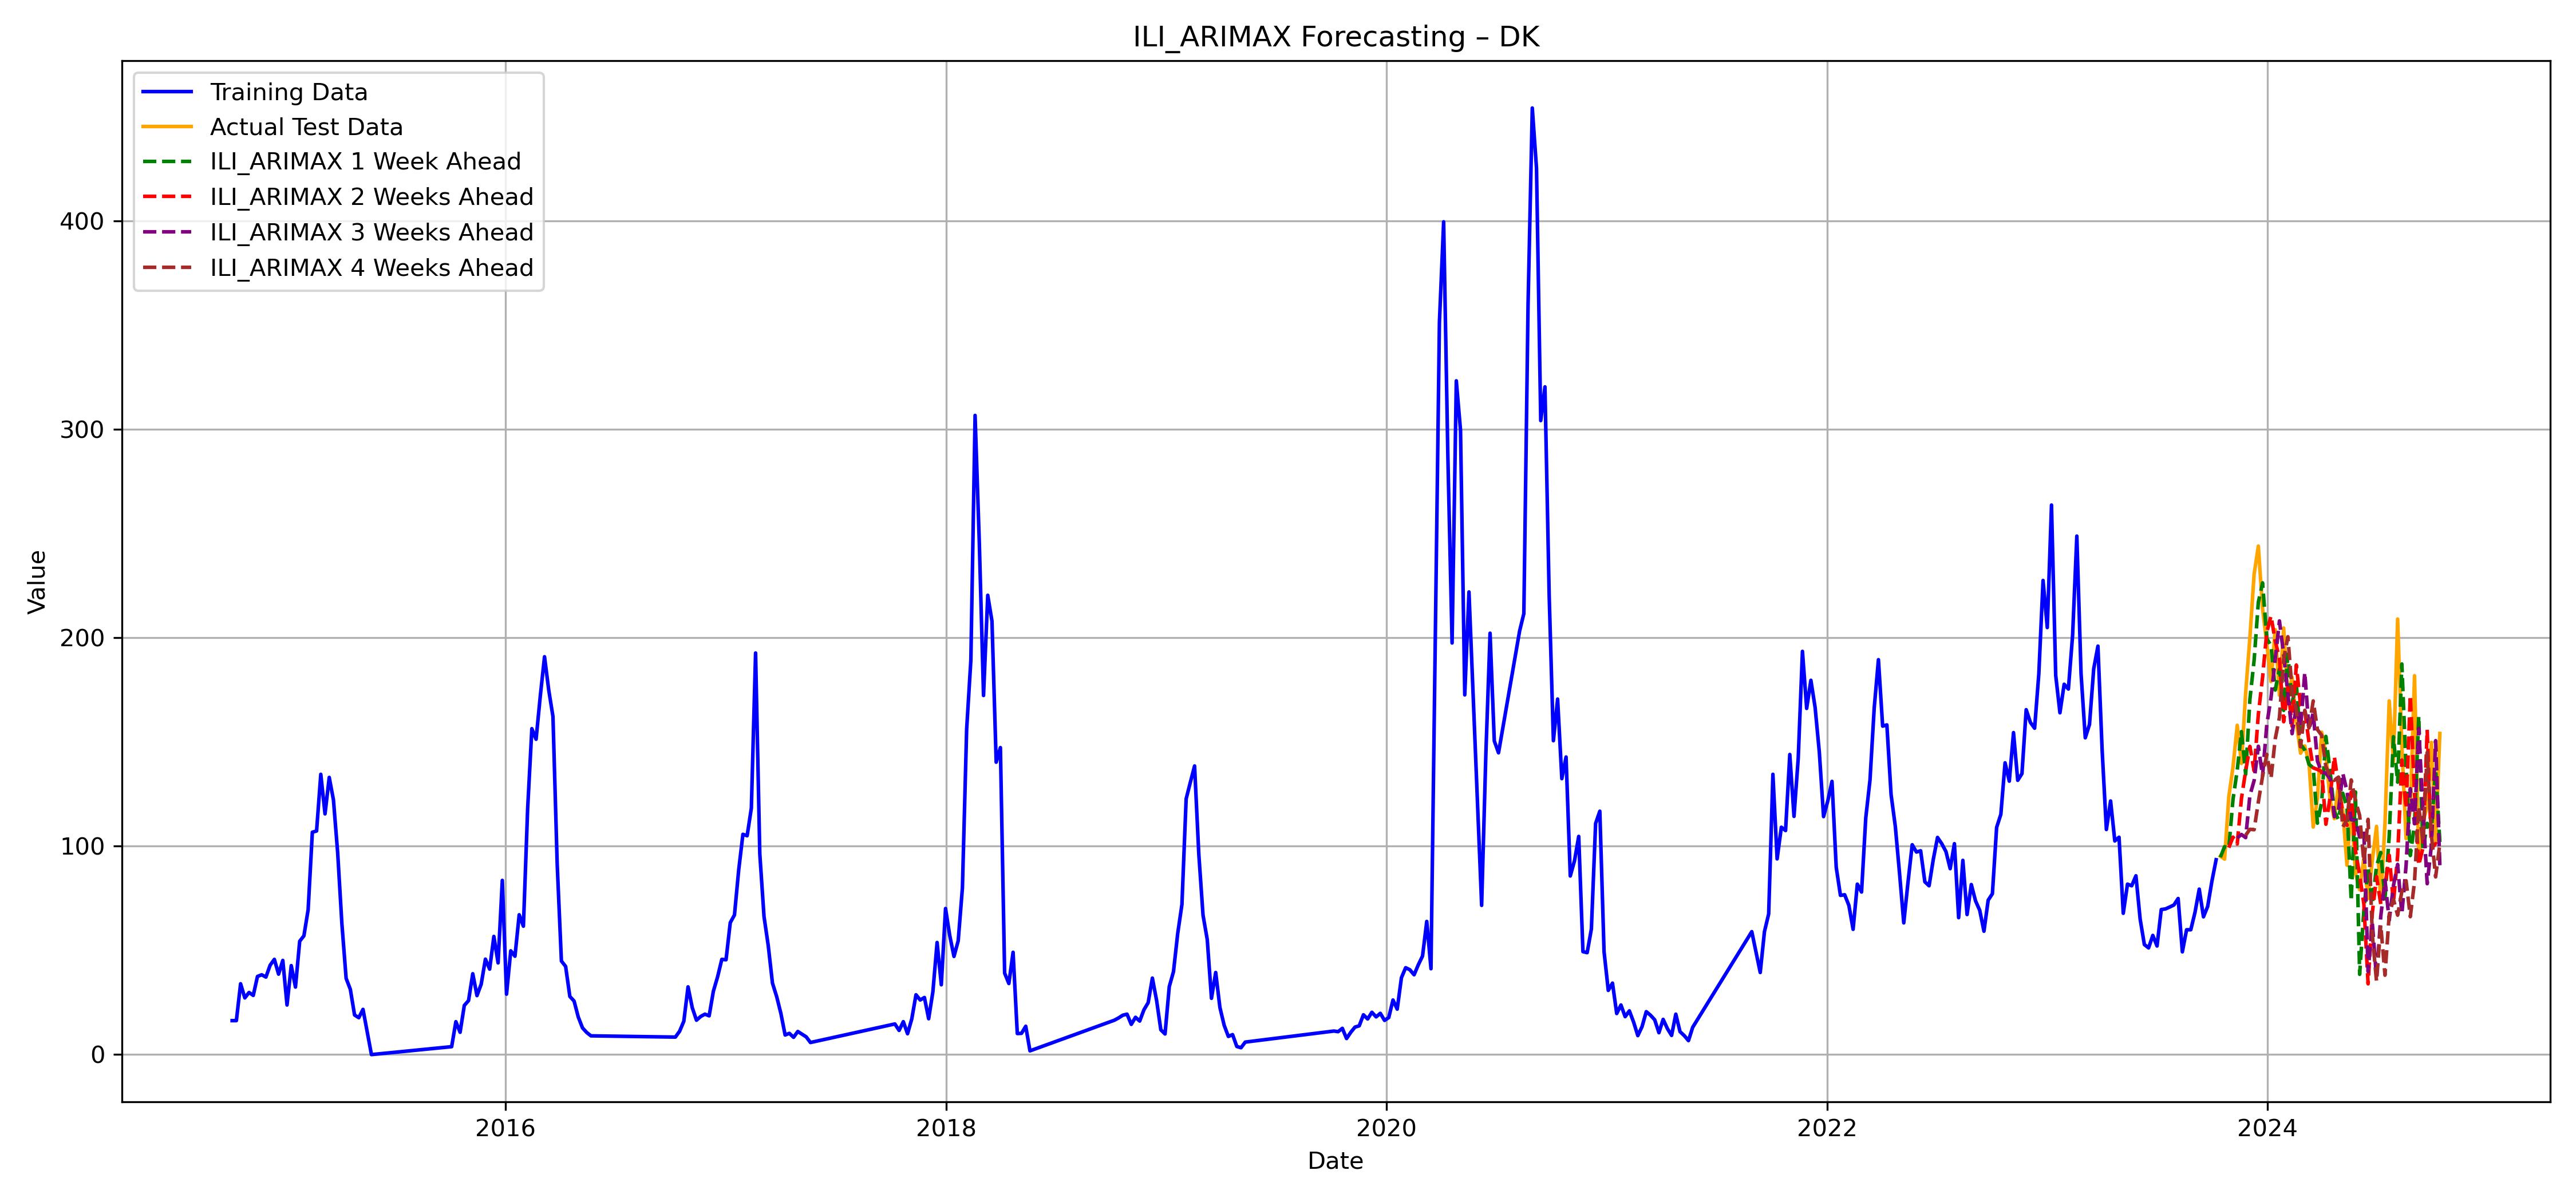 ILI_ARIMAX Forecasting – DK
Training Data
Actual Test Data
ILI_ARIMAX 1 Week Ahead
ILI_ARIMAX 2 Weeks Ahead
ILI_ARIMAX 3 Weeks Ahead
ILI_ARIMAX 4 Weeks Ahead
400
300
200
100
0
Value
2016 2018 2020 2022 2024
Date